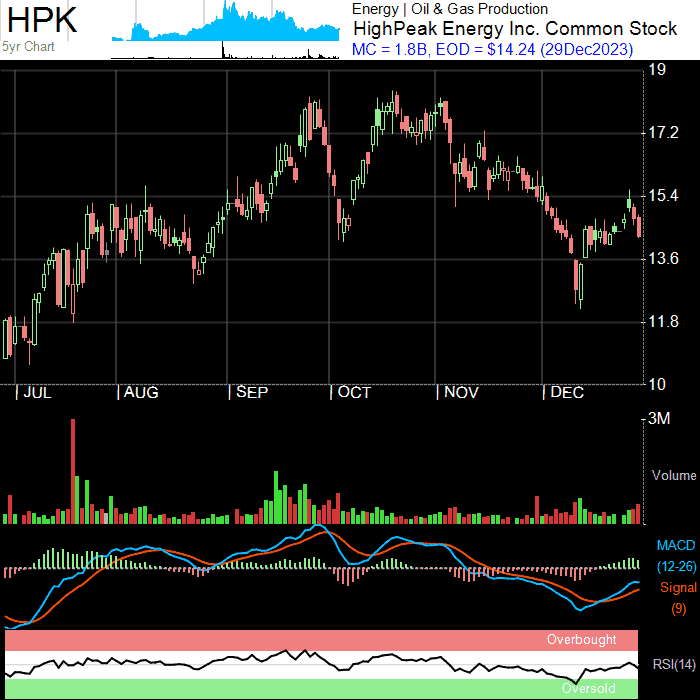 HPK
5yr Chart
Energy | Oil & Gas Production
HighPeak Energy Inc. Common Stock
MC = 1.8B, EOD = $14.24 (29Dec2023)
19
17.2
15.4
13.6
11.8
10
JUL AUG SEP OCT NOV DEC
3M
Volume
MACD
(12-26)
Signal
(9)
Overbought
RSI(14)
Oversold